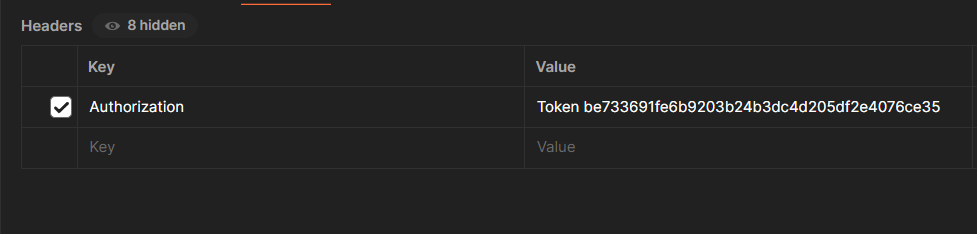 Headers 8 hidden
Key Value
Authorization Token be733691fe6b9203b24b3dc4d205df2e4076ce35
Key Value